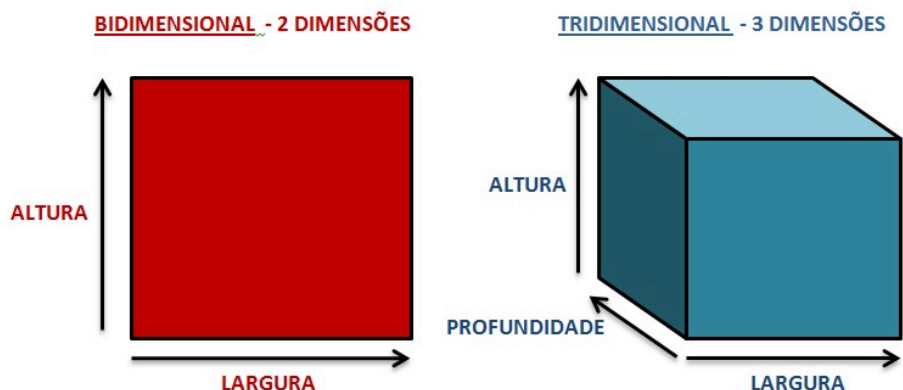 BIDIMENSIONAL - 2 DIMENSÕES
ALTURA
LARGURA
TRIDIMENSIONAL - 3 DIMENSÕES
ALTURA
PROFUNDIDADE
LARGURA